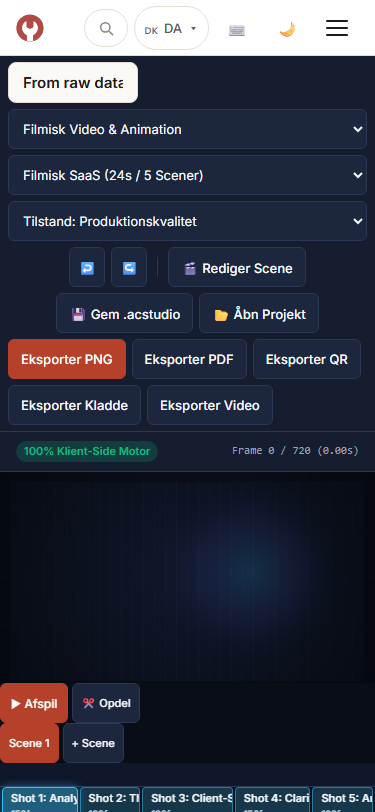 DK DA
From raw data
Filmisk Video & Animation
Filmisk SaaS (24s / 5 Scener)
Tilstand: Produktionskvalitet
Rediger Scene
Gem .acstudio Åbn Projekt
Eksporter PNG Eksporter PDF Eksporter QR
Eksporter Kladde Eksporter Video
100% Klient-Side Motor Frame 0 / 720 (0.00s)
Afspil Opdel
Scene 1 + Scene
Shot 1: Analy Shot 2: Th Shot 3: Client-S Shot 4: Clari Shot 5: A